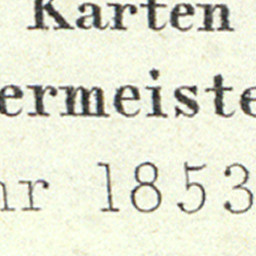 Karten
ermeiste
hr 1853